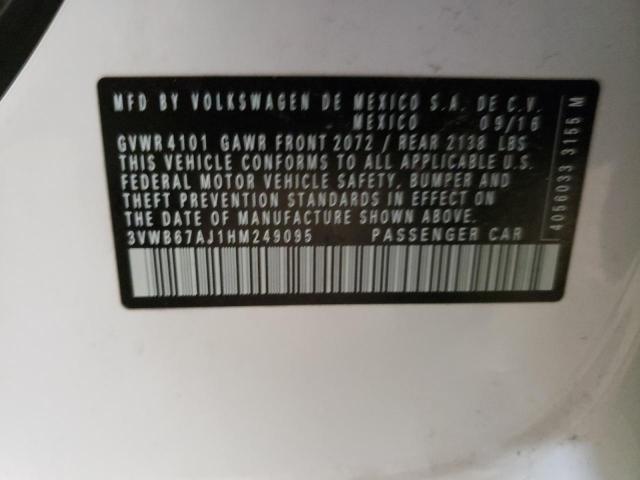 MFD BY VOLKSWAGEN DE MEXICO S.A. DE C.V.
MEXICO 09/16
GVWR 4101 GAWR FRONT 2072 / REAR 2138 LBS
THIS VEHICLE CONFORMS TO ALL APPLICABLE U.S.
FEDERAL MOTOR VEHICLE SAFETY, BUMPER AND
THEFT PREVENTION STANDARDS IN EFFECT ON
THE DATE OF MANUFACTURE SHOWN ABOVE.
3VWB67AJ1HM249095 PASSENGER CAR
4056033 3155 M